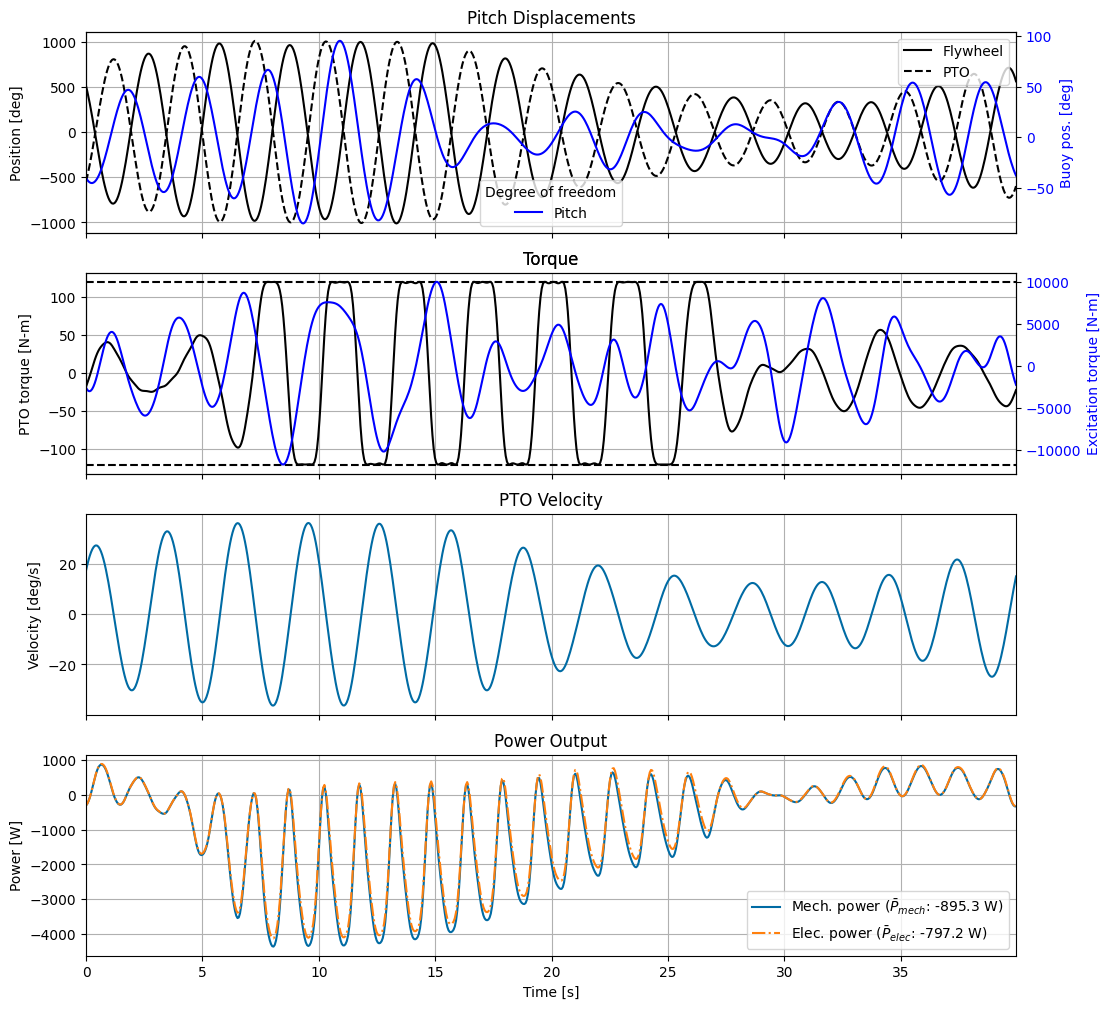 Pitch Displacements
1000
500
0
−500
−1000
Position [deg]
100
50
0
−50
Buoy pos. [deg]
Flywheel
PTO
Degree of freedom
Pitch
Torque
100
50
0
−50
−100
PTO torque [N-m]
10000
5000
0
−5000
−10000
Excitation torque [N-m]
PTO Velocity
20
0
−20
Velocity [deg/s]
Power Output
1000
0
−1000
−2000
−3000
−4000
Power [W]
Mech. power (P̄mech: -895.3 W)
Elec. power (P̄elec: -797.2 W)
0 5 10 15 20 25 30 35
Time [s]